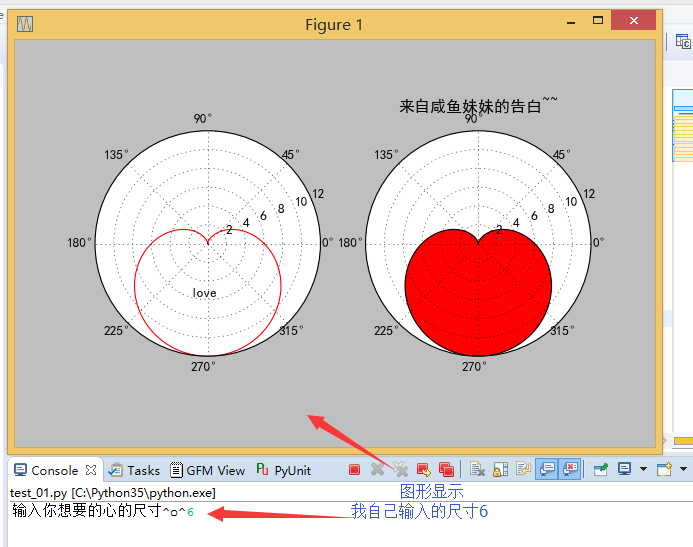 Figure 1
来自咸鱼妹妹的告白~~
90° 90°
135° 45° 135° 45°
2 4 6 8 10 12 2 4 6 8 10 12
180° 0° 180° 0°
love
225° 315° 225° 315°
270° 270°
Console Tasks GFM View PyUnit
图形显示
test_01.py [C:\Python35\python.exe]
输入你想要的心的尺寸^o^6
我自己输入的尺寸6